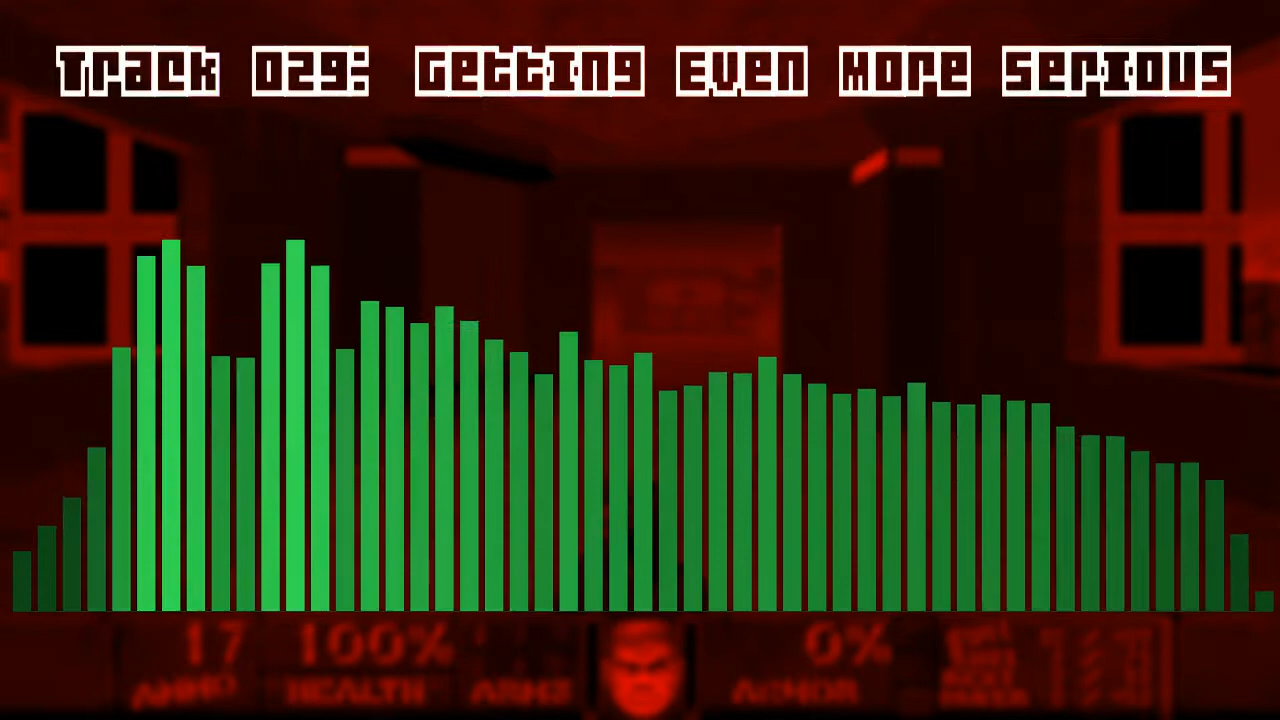 Track 029: Getting Even More Serious
17 100% 0%
AMMO HEALTH ARMS ARMOR